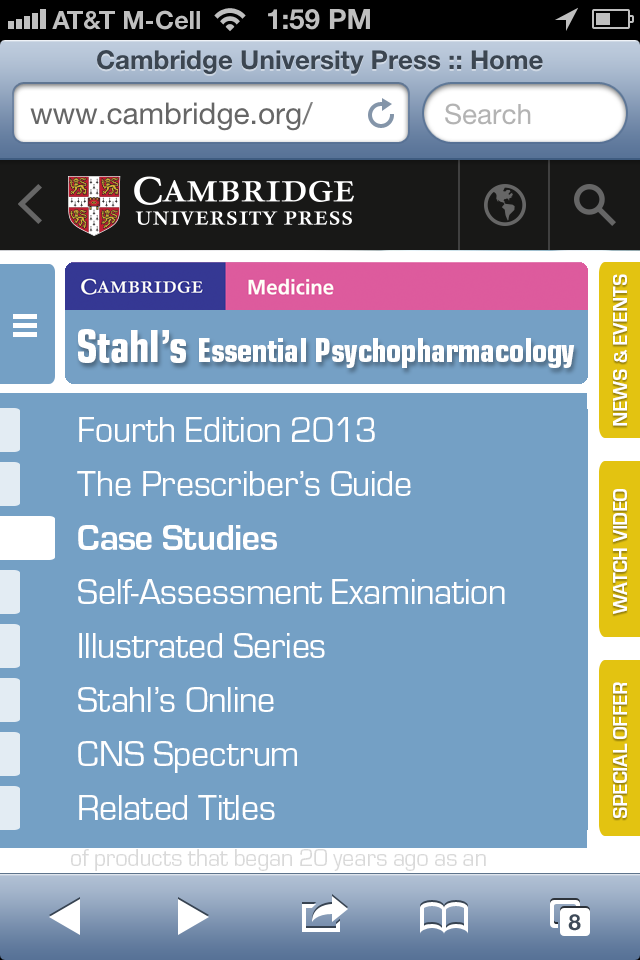 AT&T M-Cell 1:59 PM
Cambridge University Press :: Home
www.cambridge.org/ Search
CAMBRIDGE
UNIVERSITY PRESS
CAMBRIDGE Medicine
Stahl's Essential Psychopharmacology
Fourth Edition 2013
The Prescriber's Guide
Case Studies
Self-Assessment Examination
Illustrated Series
Stahl's Online
CNS Spectrum
Related Titles
of products that began 20 years ago as an
NEWS & EVENTS
WATCH VIDEO
SPECIAL OFFER
8